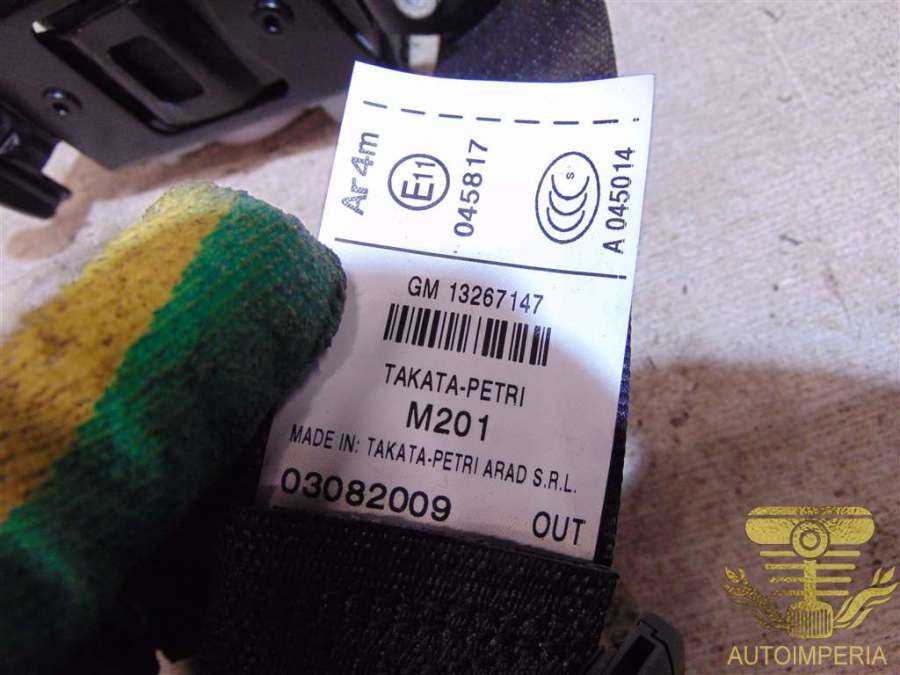 Ar4m
E11
045817
S
A 045014
GM 13267147
TAKATA-PETRI
M201
MADE IN: TAKATA-PETRI ARAD S.R.L.
03082009
OUT
AUTOIMPERIA